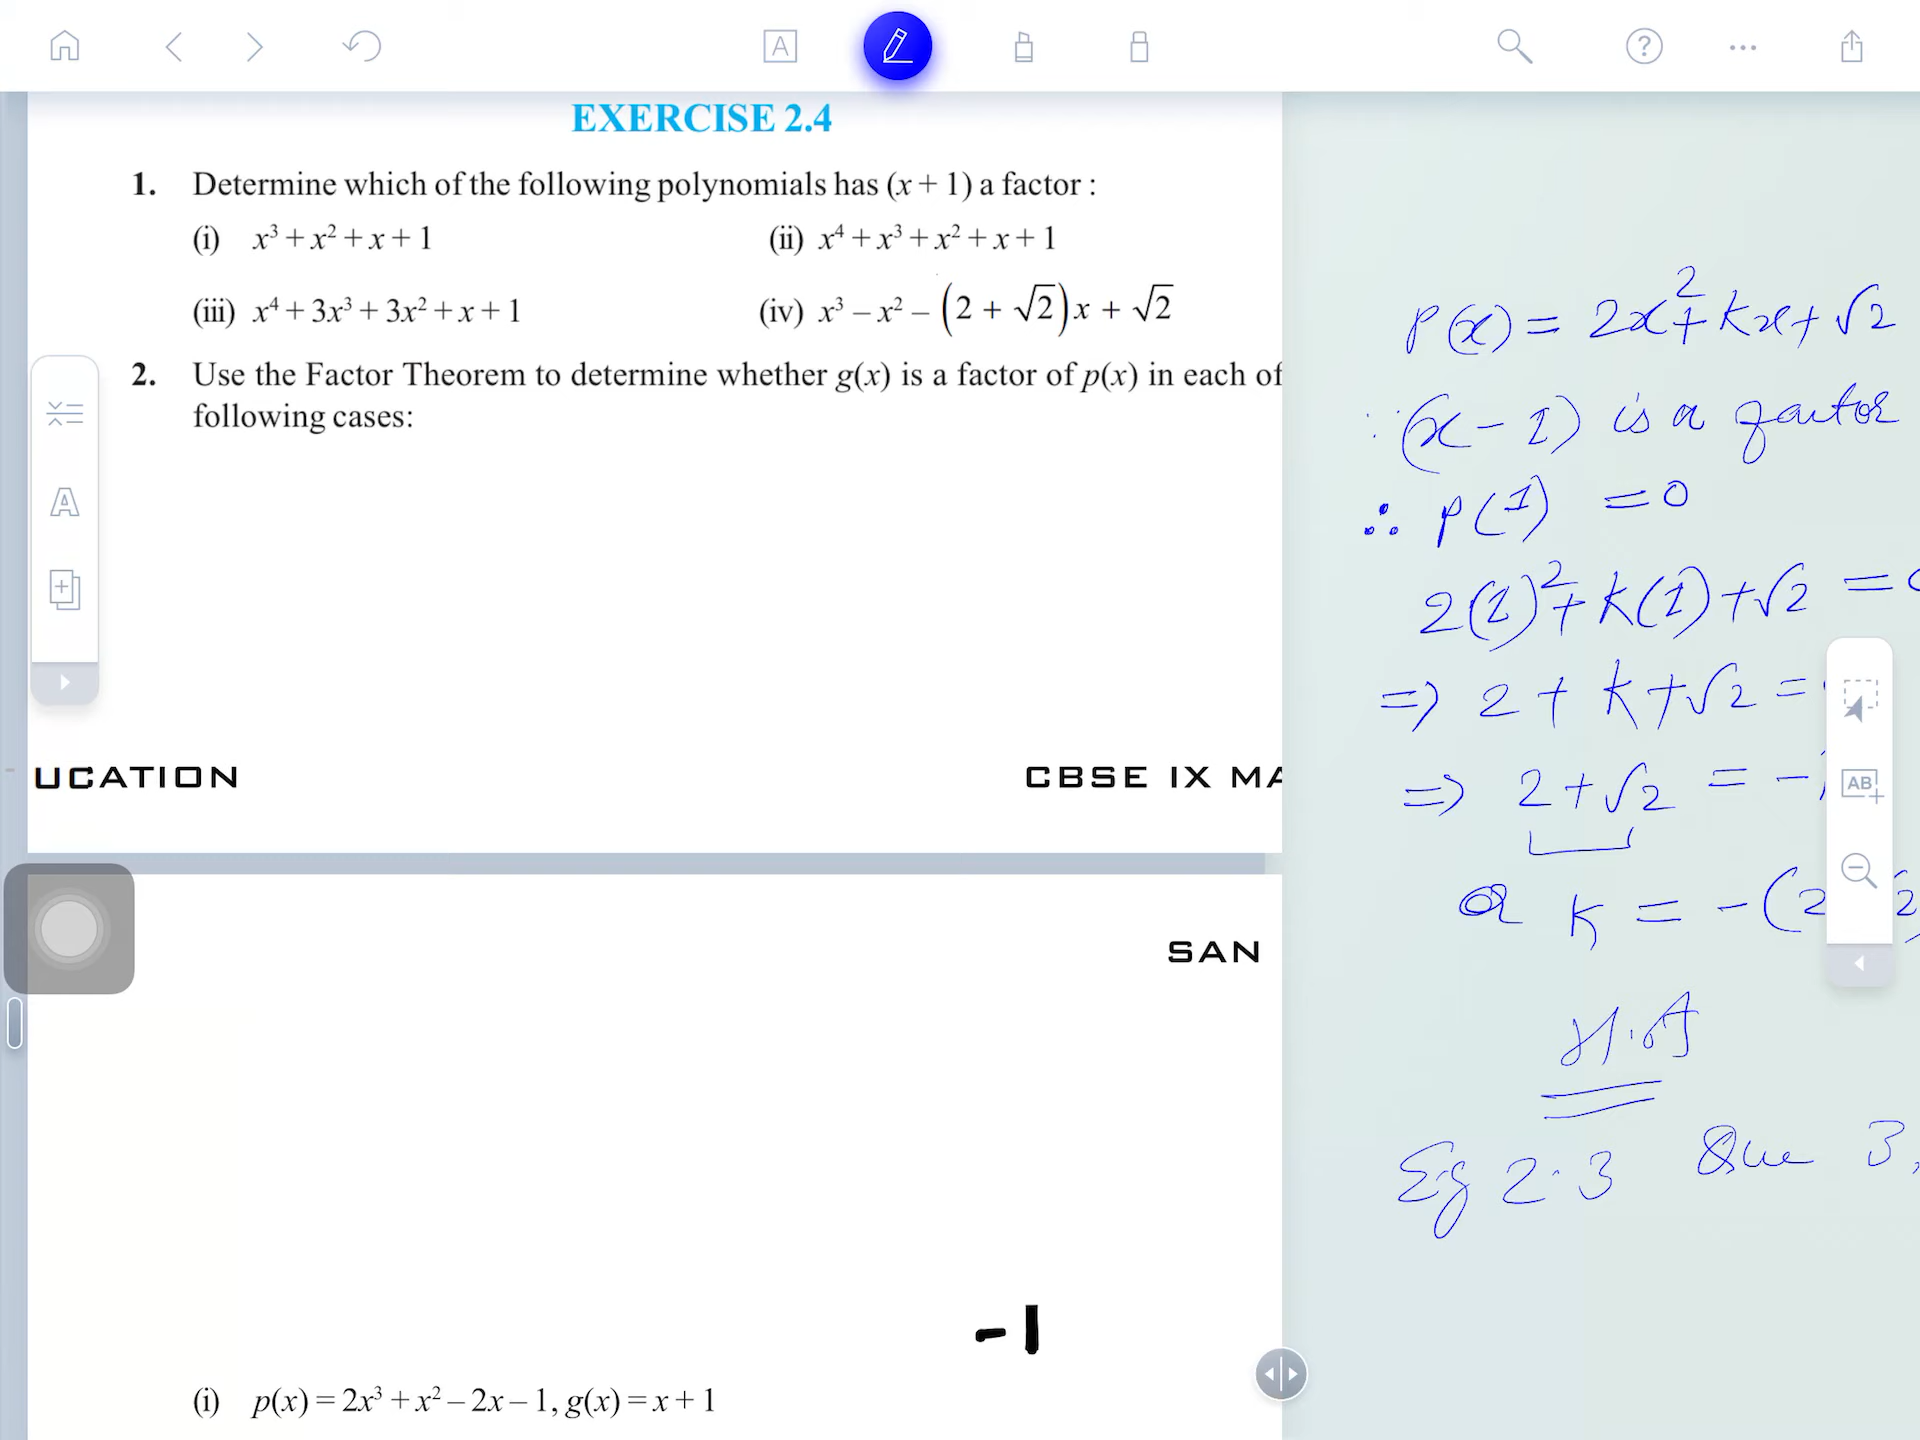 EXERCISE 2.4
1. Determine which of the following polynomials has (x + 1) a factor :
(i) x³ + x² + x + 1 (ii) x⁴ + x³ + x² + x + 1
(iii) x⁴ + 3x³ + 3x² + x + 1 (iv) x³ – x² – (2 + √2)x + √2
2. Use the Factor Theorem to determine whether g(x) is a factor of p(x) in each of
following cases:
UCATION CBSE IX MA
SAN
-1
(i) p(x) = 2x³ + x² – 2x – 1, g(x) = x + 1
P(x) = 2x² + kx + √2
∵ (x - 1) is a factor
∴ P(1) = 0
2(1)² + k(1) + √2 =
=> 2 + k + √2 =
=> 2 + √2 = -
or k = -(2
Ex 2.3 Que 3,
A
AB